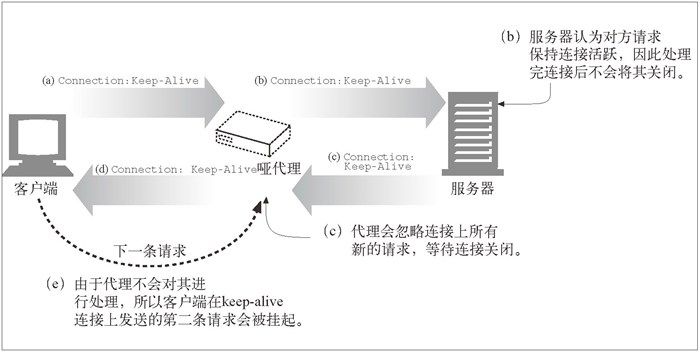 (b) 服务器认为对方请求
保持连接活跃，因此处理
完连接后不会将其关闭。
(a) Connection:Keep-Alive
(b) Connection:Keep-Alive
哑代理
(c)
Connection:
Keep-Alive
(d) Connection: Keep-Alive
客户端
服务器
下一条请求
(c) 代理会忽略连接上所有
新的请求，等待连接关闭。
(e) 由于代理不会对其进
行处理，所以客户端在keep-alive
连接上发送的第二条请求会被挂起。